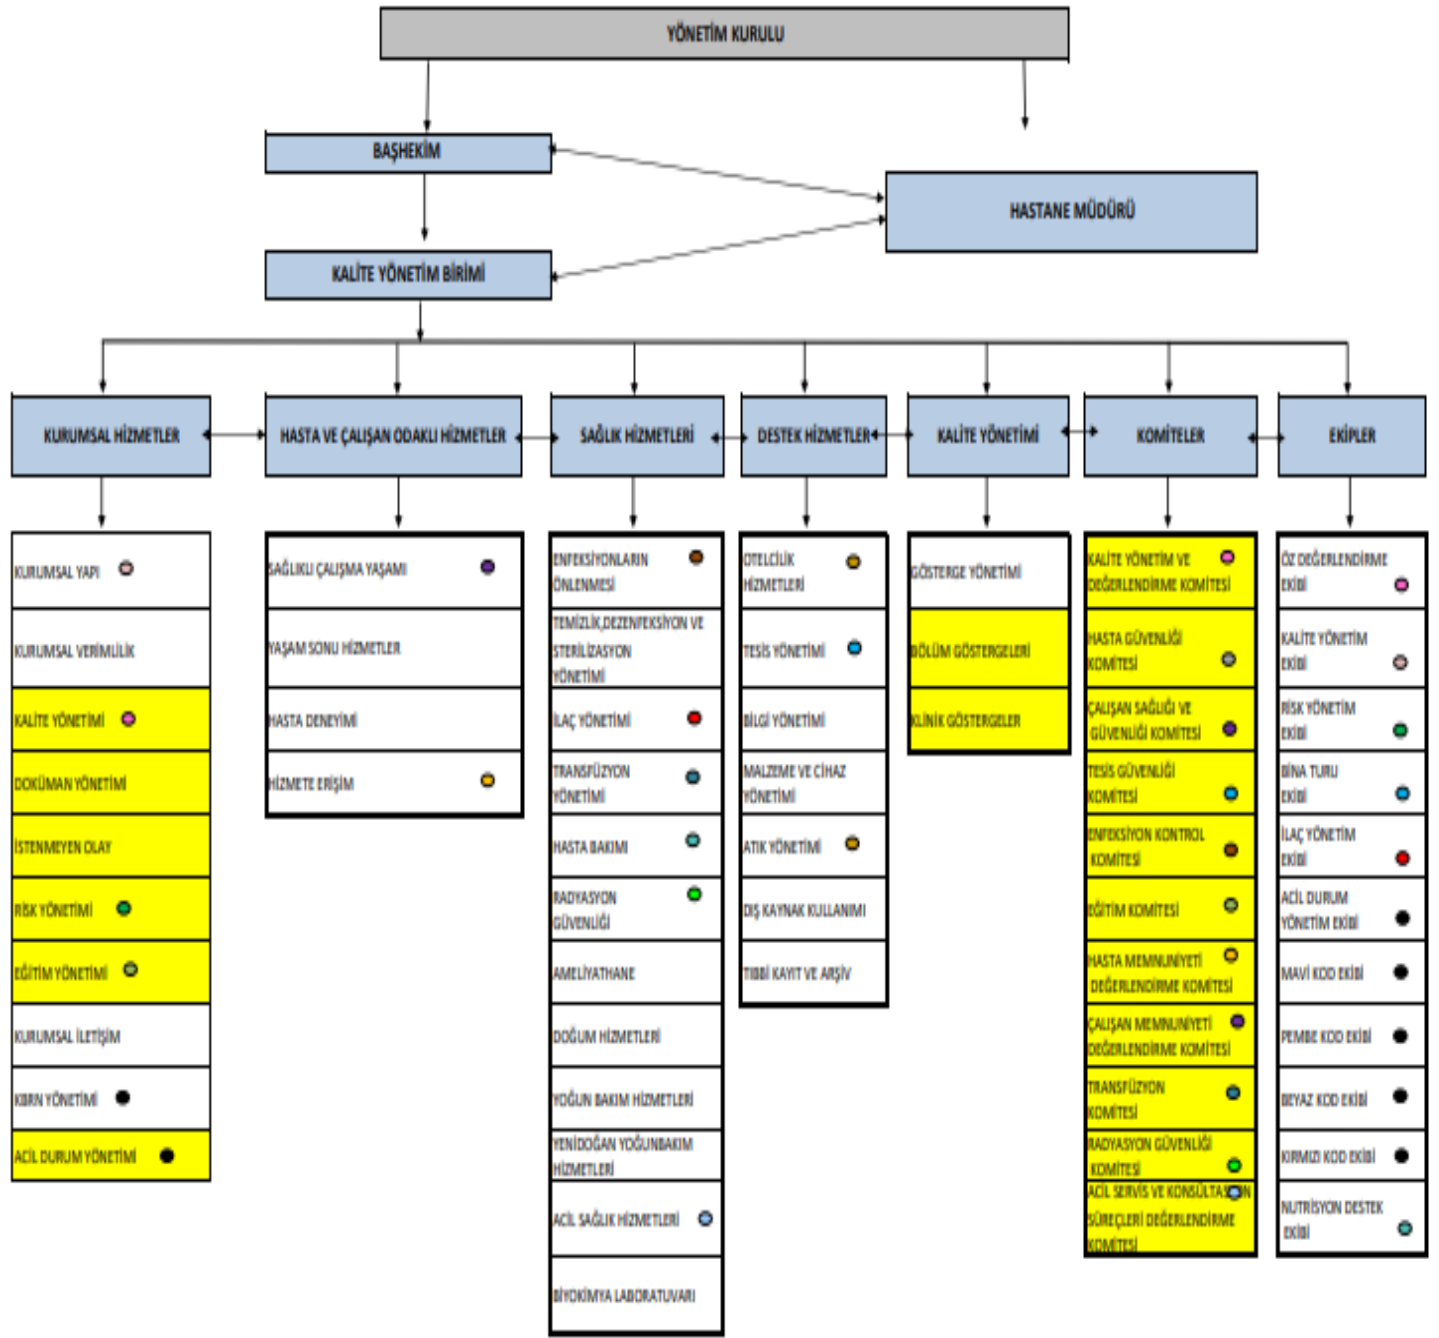 YÖNETİM KURULU
BAŞHEKİM
HASTANE MÜDÜRÜ
KALİTE YÖNETİM BİRİMİ
KURUMSAL HİZMETLER
HASTA VE ÇALIŞAN ODAKLI HİZMETLER
SAĞLIK HİZMETLERİ
DESTEK HİZMETLER
KALİTE YÖNETİMİ
KOMİTELER
EKİPLER
KURUMSAL YAPI
KURUMSAL VERİMLİLİK
KALİTE YÖNETİMİ
DOKÜMAN YÖNETİMİ
İSTENMEYEN OLAY
RİSK YÖNETİMİ
EĞİTİM YÖNETİMİ
KURUMSAL İLETİŞİM
KBRN YÖNETİMİ
ACİL DURUM YÖNETİMİ
SAĞLIKLI ÇALIŞMA YAŞAMI
YAŞAM SONU HİZMETLER
HASTA DENEYİMİ
HİZMETE ERİŞİM
ENFEKSİYONLARIN
ÖNLENMESİ
TEMİZLİK,DEZENFEKSİYON VE
STERİLİZASYON
YÖNETİMİ
İLAÇ YÖNETİMİ
TRANSFÜZYON
YÖNETİMİ
HASTA BAKIMI
RADYASYON
GÜVENLİĞİ
AMELİYATHANE
DOĞUM HİZMETLERİ
YOĞUN BAKIM HİZMETLERİ
YENİDOĞAN YOĞUNBAKIM
HİZMETLERİ
ACİL SAĞLIK HİZMETLERİ
BİYOKİMYA LABORATUVARI
OTELCİLİK
HİZMETLERİ
TESİS YÖNETİMİ
BİLGİ YÖNETİMİ
MALZEME VE CİHAZ
YÖNETİMİ
ATIK YÖNETİMİ
DIŞ KAYNAK KULLANIMI
TIBBİ KAYIT VE ARŞİV
GÖSTERGE YÖNETİMİ
BÖLÜM GÖSTERGELERİ
KLİNİK GÖSTERGELER
KALİTE YÖNETİM VE
DEĞERLENDİRME KOMİTESİ
HASTA GÜVENLİĞİ
KOMİTESİ
ÇALIŞAN SAĞLIĞI VE
GÜVENLİĞİ KOMİTESİ
TESİS GÜVENLİĞİ
KOMİTESİ
ENFEKSİYON KONTROL
KOMİTESİ
EĞİTİM KOMİTESİ
HASTA MEMNUNİYETİ
DEĞERLENDİRME KOMİTESİ
ÇALIŞAN MEMNUNİYETİ
DEĞERLENDİRME KOMİTESİ
TRANSFÜZYON
KOMİTESİ
RADYASYON GÜVENLİĞİ
KOMİTESİ
ACİL SERVİS VE KONSÜLTASYON
SÜREÇLERİ DEĞERLENDİRME
KOMİTESİ
ÖZ DEĞERLENDİRME
EKİBİ
KALİTE YÖNETİM
EKİBİ
RİSK YÖNETİM
EKİBİ
BİNA TURU
EKİBİ
İLAÇ YÖNETİM
EKİBİ
ACİL DURUM
YÖNETİM EKİBİ
MAVİ KOD EKİBİ
PEMBE KOD EKİBİ
BEYAZ KOD EKİBİ
KIRMIZI KOD EKİBİ
NUTRİSYON DESTEK
EKİBİ